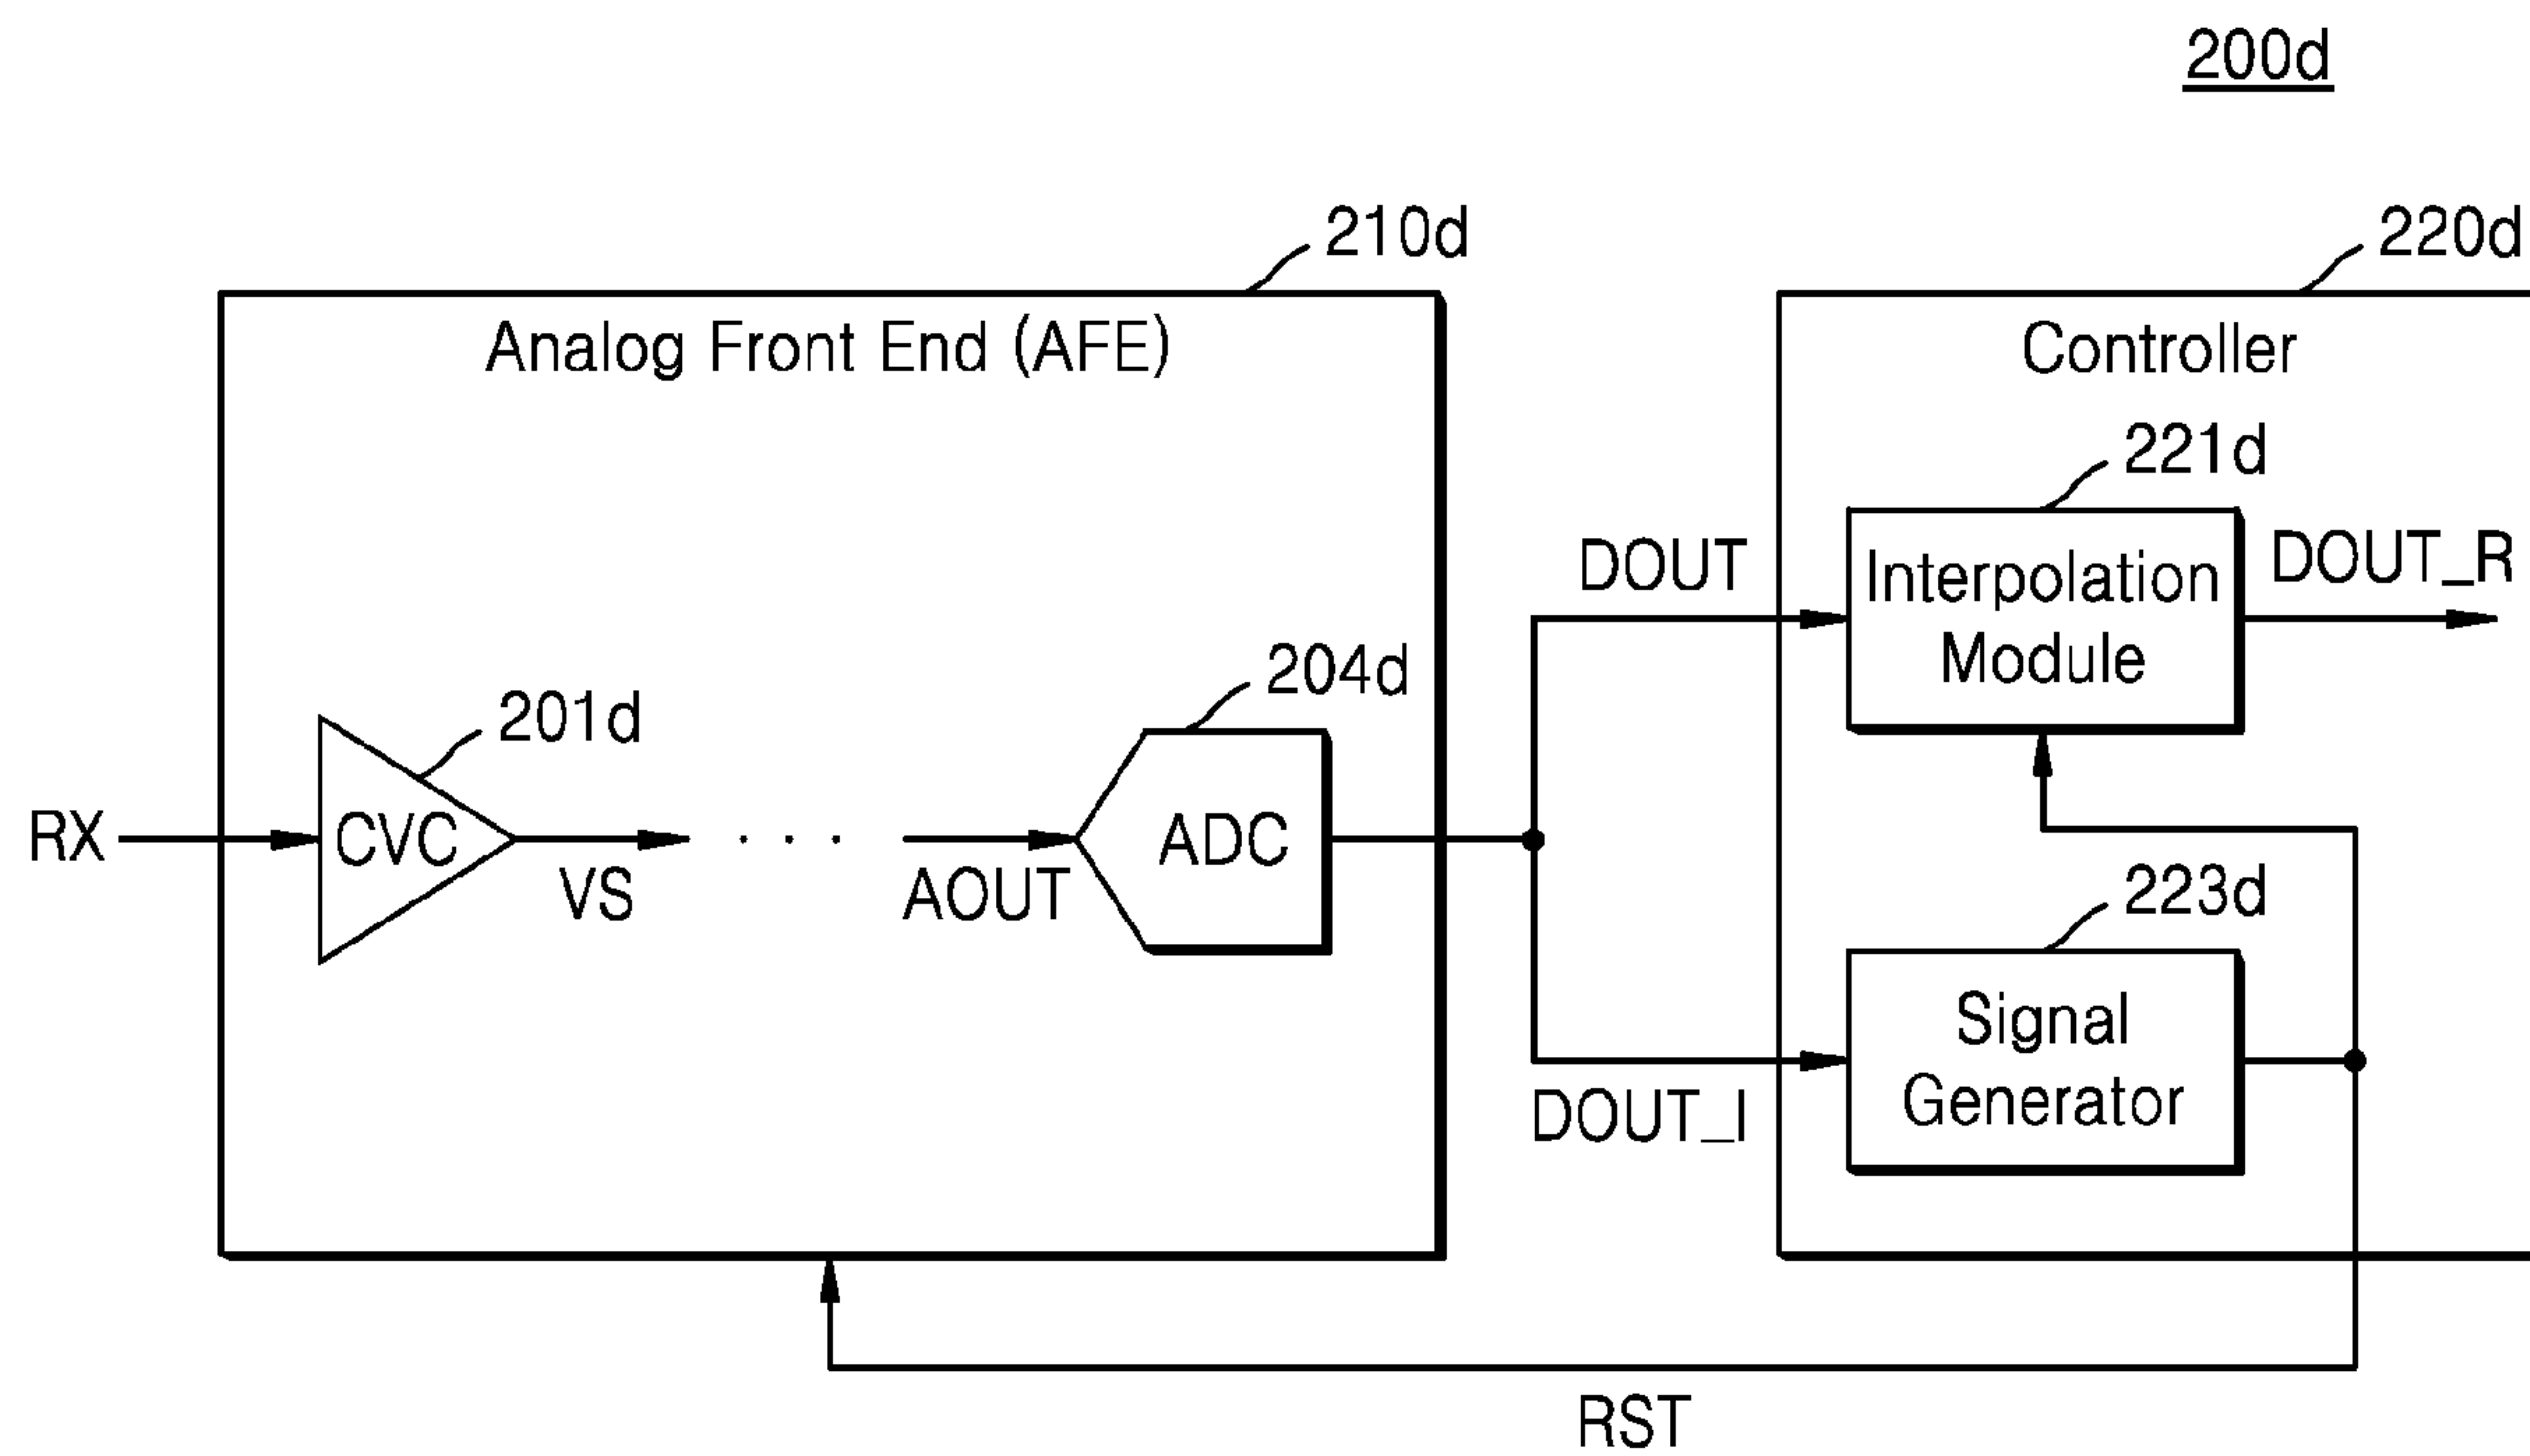 200d
210d
220d
Analog Front End (AFE)
Controller
221d
DOUT
Interpolation
Module
DOUT_R
204d
201d
RX
CVC
VS
. . .
AOUT
ADC
223d
Signal
Generator
DOUT_I
RST